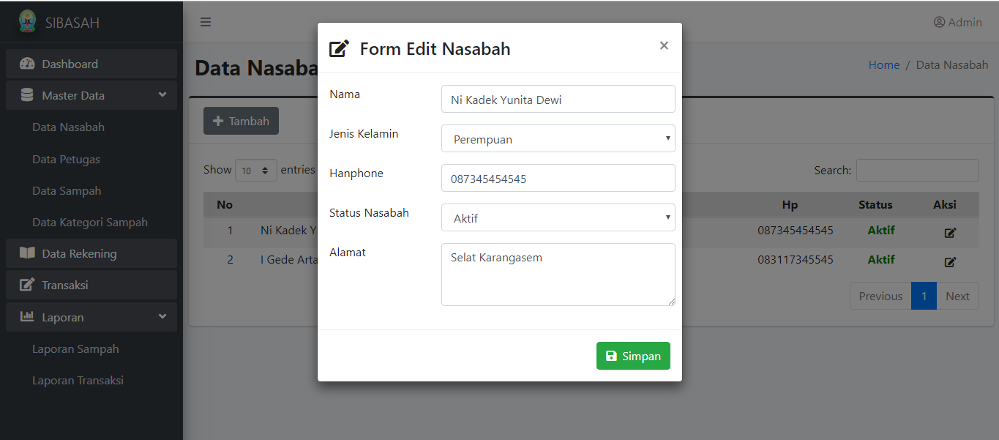 SIBASAH
Admin
Dashboard
Master Data
Data Nasabah
Data Petugas
Data Sampah
Data Kategori Sampah
Data Rekening
Transaksi
Laporan
Laporan Sampah
Laporan Transaksi
Data Nasaba
Home / Data Nasabah
Tambah
Show 10 entries
Search:
No Hp Status Aksi
1 Ni Kadek Y 087345454545 Aktif
2 I Gede Arta 083117345545 Aktif
Previous 1 Next
Form Edit Nasabah ×
Nama Ni Kadek Yunita Dewi
Jenis Kelamin Perempuan
Hanphone 087345454545
Status Nasabah Aktif
Alamat Selat Karangasem
Simpan